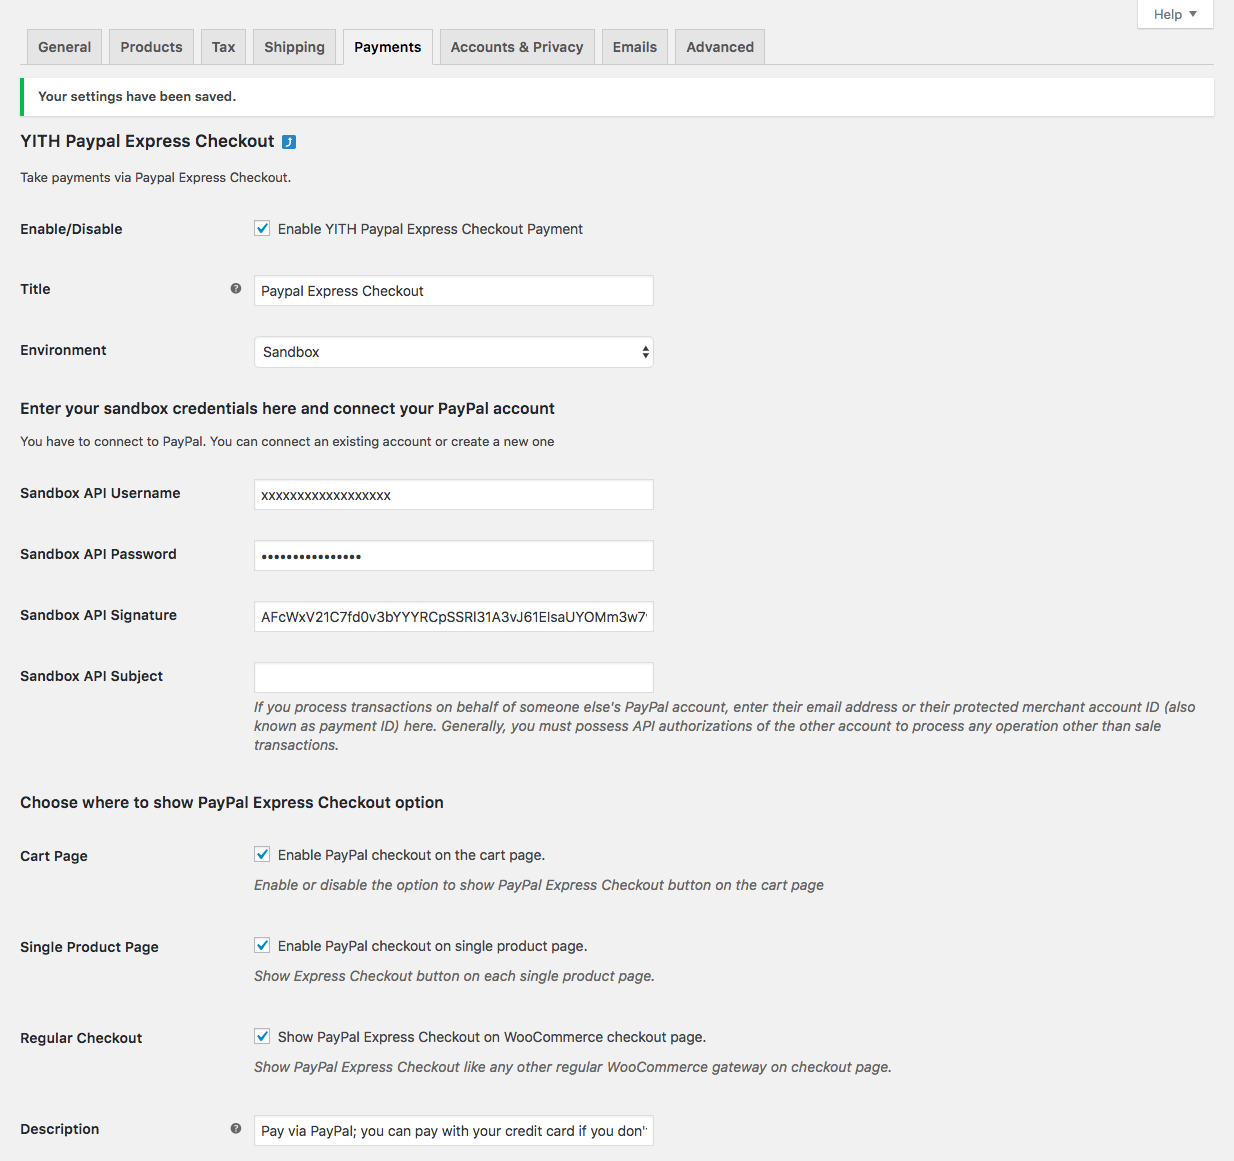 Help
General Products Tax Shipping Payments Accounts & Privacy Emails Advanced
Your settings have been saved.
YITH Paypal Express Checkout
Take payments via Paypal Express Checkout.
Enable/Disable Enable YITH Paypal Express Checkout Payment
Title Paypal Express Checkout
Environment Sandbox
Enter your sandbox credentials here and connect your PayPal account
You have to connect to PayPal. You can connect an existing account or create a new one
Sandbox API Username xxxxxxxxxxxxxxxxxx
Sandbox API Password ••••••••••••••••
Sandbox API Signature
Sandbox API Subject
If you process transactions on behalf of someone else's PayPal account, enter their email address or their protected merchant account ID (also
known as payment ID) here. Generally, you must possess API authorizations of the other account to process any operation other than sale
transactions.
Choose where to show PayPal Express Checkout option
Cart Page Enable PayPal checkout on the cart page.
Enable or disable the option to show PayPal Express Checkout button on the cart page
Single Product Page Enable PayPal checkout on single product page.
Show Express Checkout button on each single product page.
Regular Checkout Show PayPal Express Checkout on WooCommerce checkout page.
Show PayPal Express Checkout like any other regular WooCommerce gateway on checkout page.
Description Pay via PayPal; you can pay with your credit card if you don'